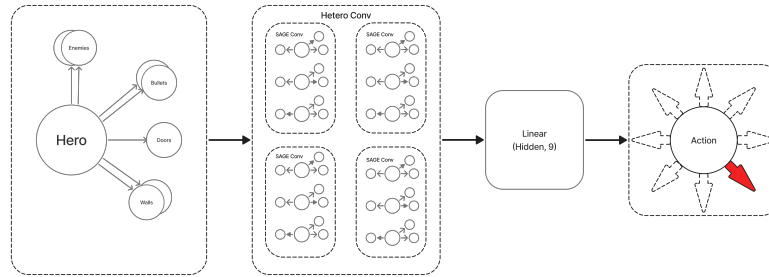 Enemies
Bullets
Hero
Doors
Walls
Hetero Conv
SAGE Conv
SAGE Conv
SAGE Conv
SAGE Conv
Linear
(Hidden, 9)
Action